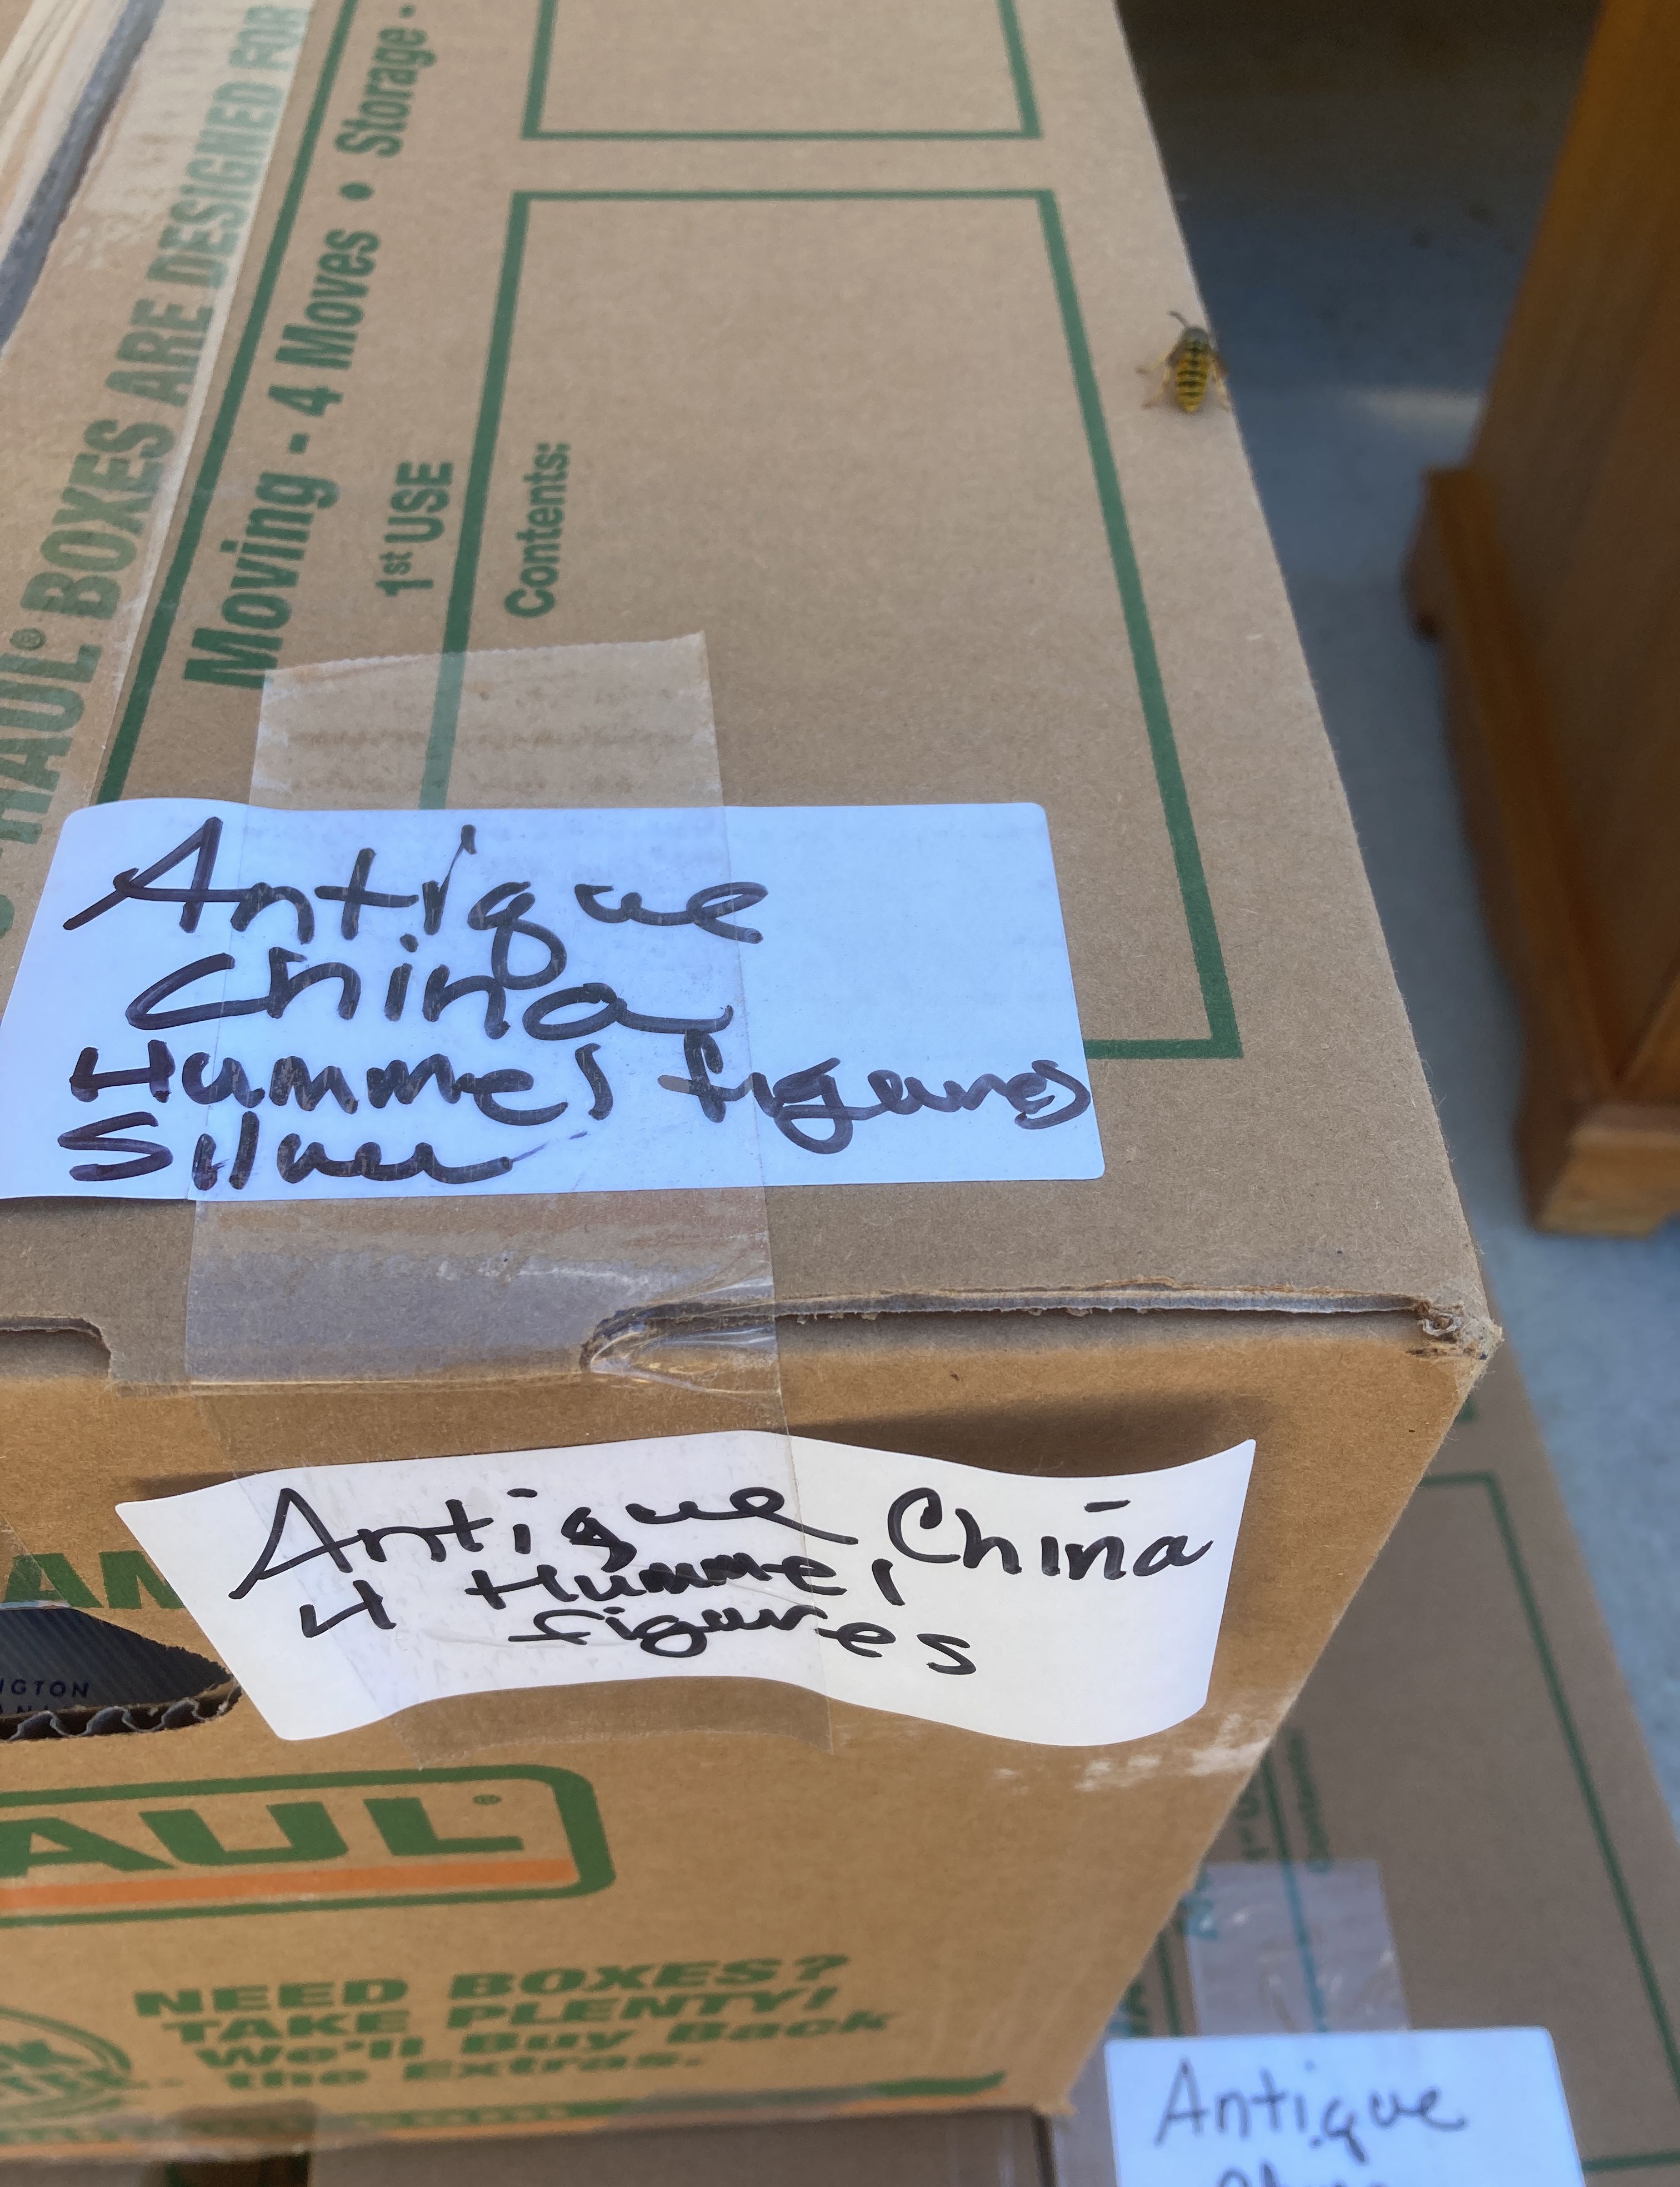 HAUL® BOXES ARE DESIGNED FOR
Moving - 4 Moves • Storage -
1st USE
Contents:
Antique
China
Hummel figures
Silver
Antique China
4 Hummel
figures
AUL®
NEED BOXES?
TAKE PLENTY!
We'll Buy Back
the Extras.
Antique